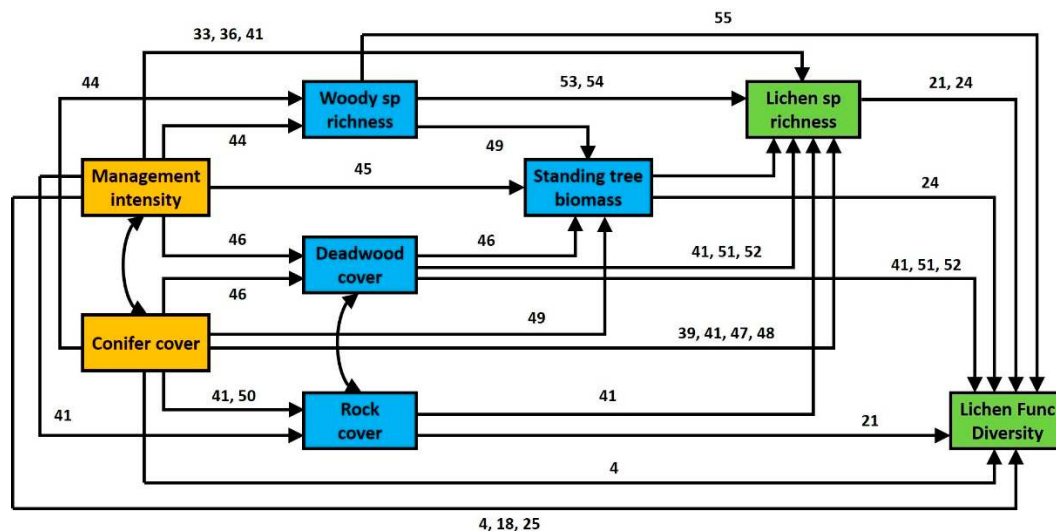 55
33, 36, 41
44
Woody sp
richness
53, 54
Lichen sp
richness
21, 24
44
49
Management
intensity
45
Standing tree
biomass
24
46
Deadwood
cover
46
41, 51, 52
41, 51, 52
46
Conifer cover
49
39, 41, 47, 48
41
41, 50
Rock
cover
41
21
Lichen Func
Diversity
4
4, 18, 25